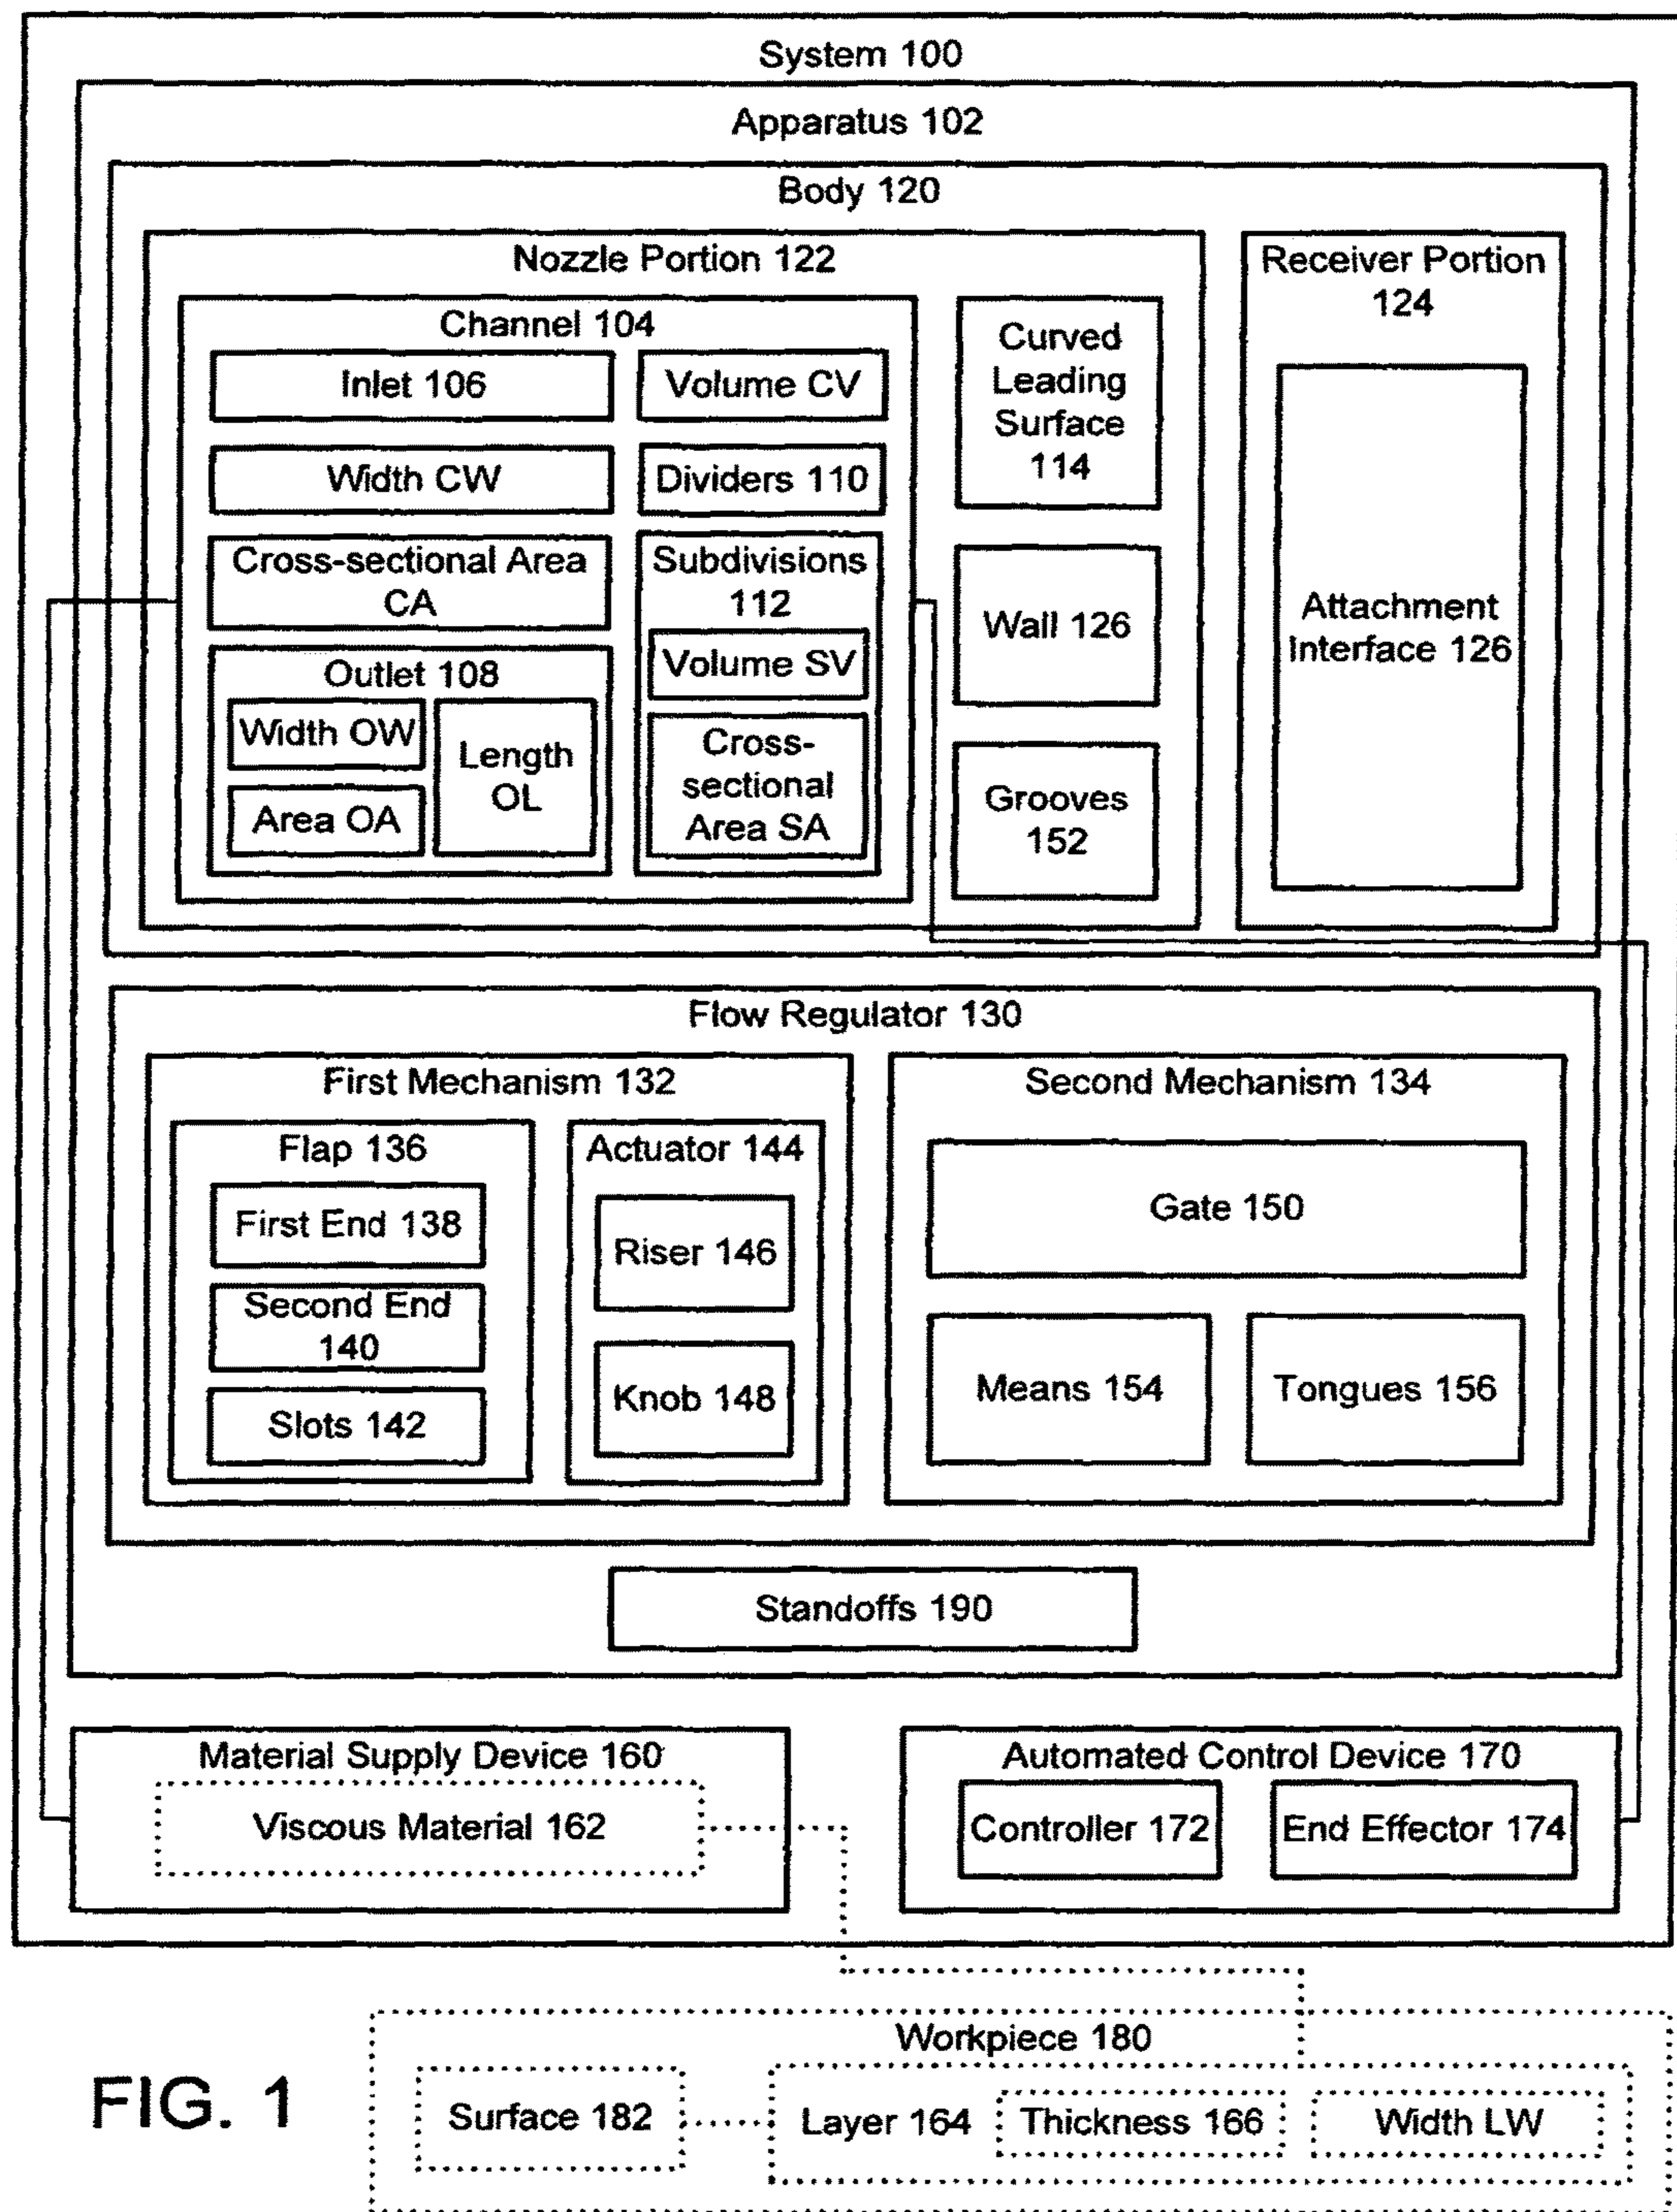 System 100
Apparatus 102
Body 120
Nozzle Portion 122
Channel 104
Inlet 106
Volume CV
Width CW
Dividers 110
Cross-sectional Area
CA
Subdivisions
112
Volume SV
Cross-
sectional
Area SA
Outlet 108
Width OW
Area OA
Length
OL
Curved
Leading
Surface
114
Wall 126
Grooves
152
Receiver Portion
124
Attachment
Interface 126
Flow Regulator 130
First Mechanism 132
Flap 136
First End 138
Second End
140
Slots 142
Actuator 144
Riser 146
Knob 148
Second Mechanism 134
Gate 150
Means 154
Tongues 156
Standoffs 190
Material Supply Device 160
Viscous Material 162
Automated Control Device 170
Controller 172
End Effector 174
Workpiece 180
Surface 182
Layer 164
Thickness 166
Width LW
FIG. 1